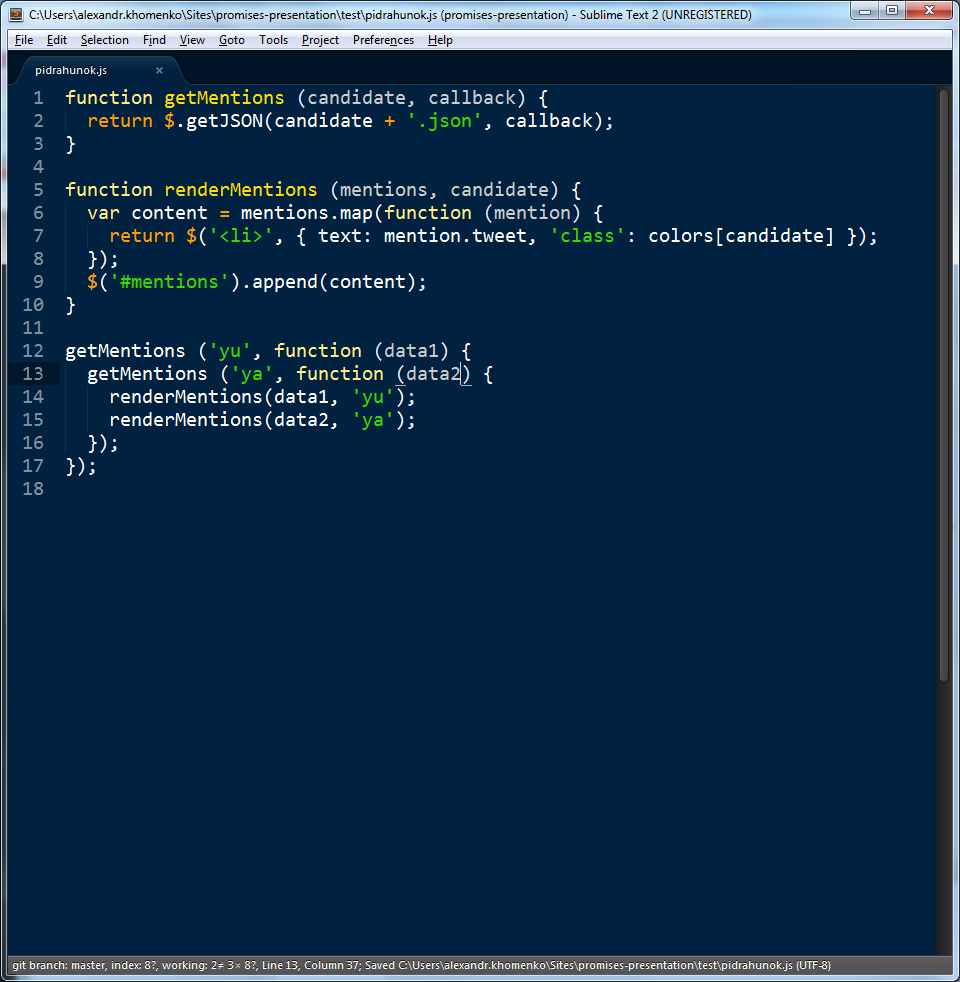 C:\Users\alexandr.khomenko\Sites\promises-presentation\test\pidrahunok.js (promises-presentation) - Sublime Text 2 (UNREGISTERED)
File Edit Selection Find View Goto Tools Project Preferences Help
pidrahunok.js ×
1 function getMentions (candidate, callback) {
2   return $.getJSON(candidate + '.json', callback);
3 }
4
5 function renderMentions (mentions, candidate) {
6   var content = mentions.map(function (mention) {
7     return $('<li>', { text: mention.tweet, 'class': colors[candidate] });
8   });
9   $('#mentions').append(content);
10 }
11
12 getMentions ('yu', function (data1) {
13   getMentions ('ya', function (data2) {
14     renderMentions(data1, 'yu');
15     renderMentions(data2, 'ya');
16   });
17 });
18
git branch: master, index: 8?, working: 2≠ 3× 8?, Line 13, Column 37; Saved C:\Users\alexandr.khomenko\Sites\promises-presentation\test\pidrahunok.js (UTF-8)